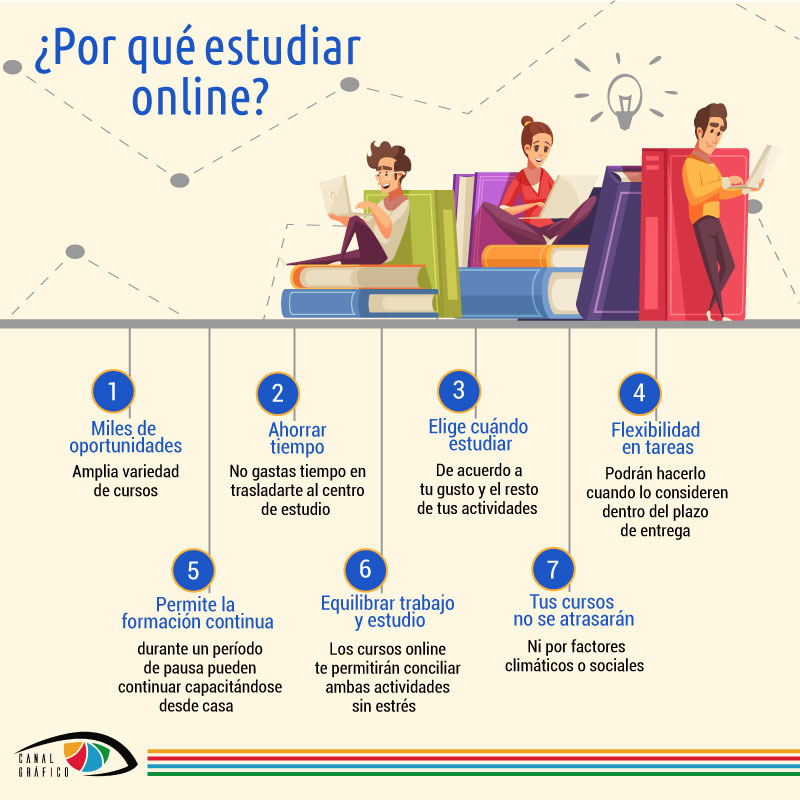 ¿Por qué estudiar
online?
1
Miles de
oportunidades
Amplia variedad
de cursos
2
Ahorrar
tiempo
No gastas tiempo en
trasladarte al centro
de estudio
3
Elige cuándo
estudiar
De acuerdo a
tu gusto y el resto
de tus actividades
4
Flexibilidad
en tareas
Podrán hacerlo
cuando lo consideren
dentro del plazo
de entrega
5
Permite la
formación continua
durante un período
de pausa pueden
continuar capacitándose
desde casa
6
Equilibrar trabajo
y estudio
Los cursos online
te permitirán conciliar
ambas actividades
sin estrés
7
Tus cursos
no se atrasarán
Ni por factores
climáticos o sociales
CANAL
GRÁFICO